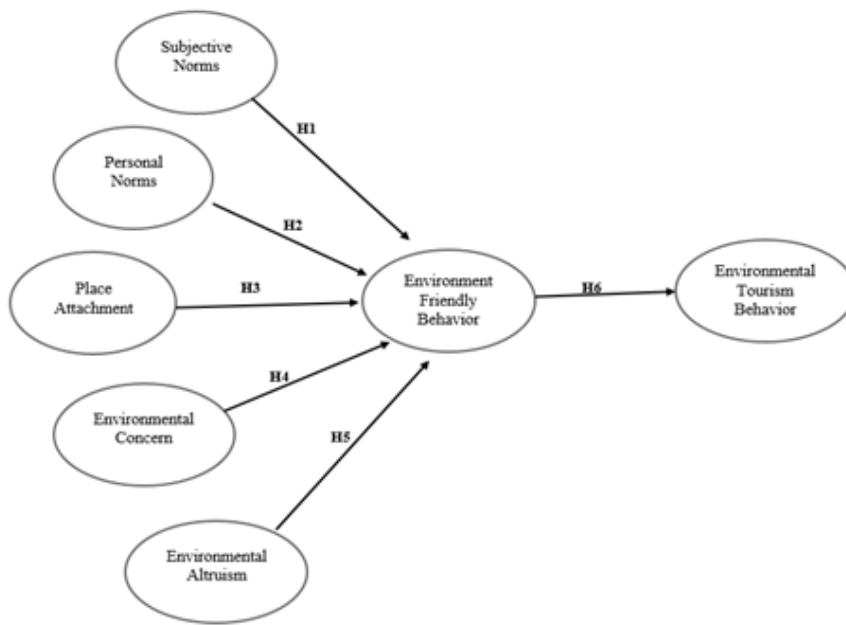 Subjective
Norms
H1
Personal
Norms
H2
Place
Attachment
H3
Environment
Friendly
Behavior
H6
Environmental
Tourism
Behavior
H4
Environmental
Concern
H5
Environmental
Altruism